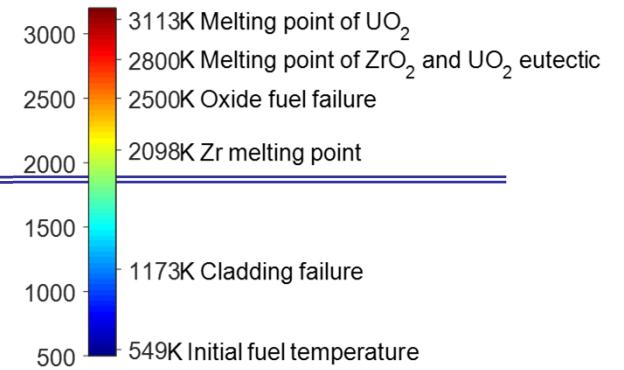 3113K Melting point of UO2
3000
2800K Melting point of ZrO2 and UO2 eutectic
2500 2500K Oxide fuel failure
2098K Zr melting point
2000
1500
1173K Cladding failure
1000
500 549K Initial fuel temperature